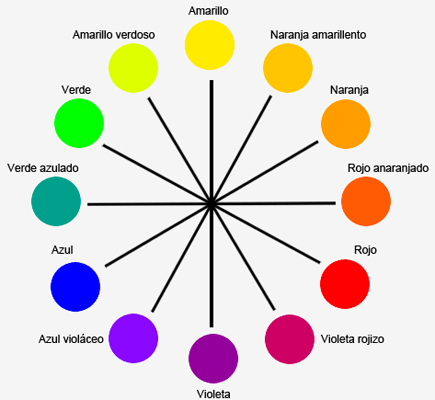 Amarillo
Amarillo verdoso
Naranja amarillento
Verde
Naranja
Verde azulado
Rojo anaranjado
Azul
Rojo
Azul violáceo
Violeta rojizo
Violeta